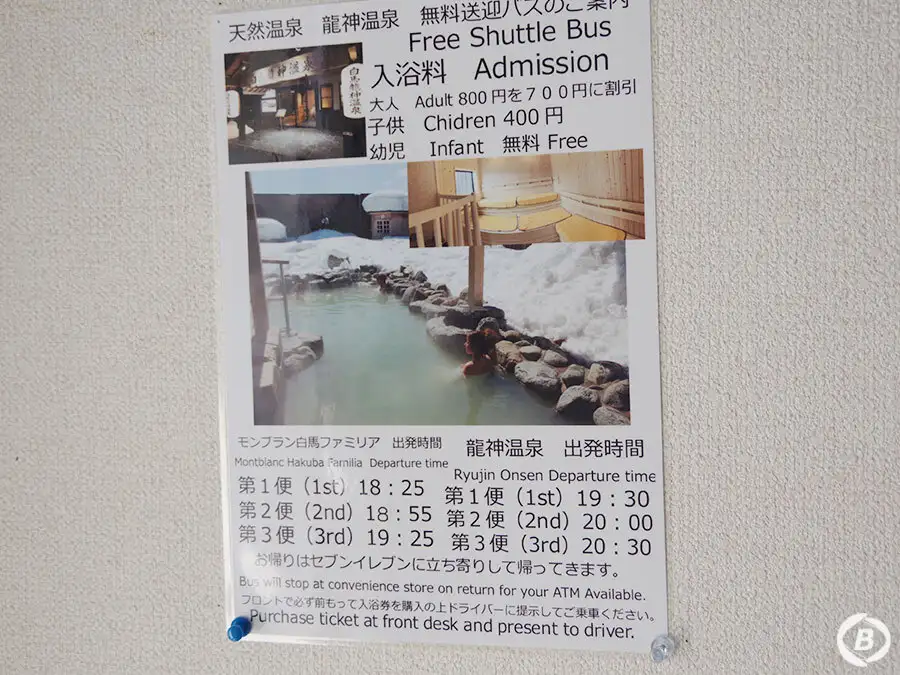 天然温泉 龍神温泉 無料送迎バスのご案内
Free Shuttle Bus
入浴料 Admission
大人 Adult 800円を700円に割引
子供 Chidren 400円
幼児 Infant 無料 Free
神温泉
白馬龍神温泉
モンブラン白馬ファミリア 出発時間
Montblanc Hakuba Familia Departure time
第1便（1st）18：25
第2便（2nd）18：55
第3便（3rd）19：25
龍神温泉 出発時間
Ryujin Onsen Departure time
第1便（1st）19：30
第2便（2nd）20：00
第3便（3rd）20：30
お帰りはセブンイレブンに立ち寄りして帰ってきます。
Bus will stop at convenience store on return for your ATM Available.
フロントで必ず前もって入浴券を購入の上ドライバーに提示してご乗車ください。
Purchase ticket at front desk and present to driver.
B